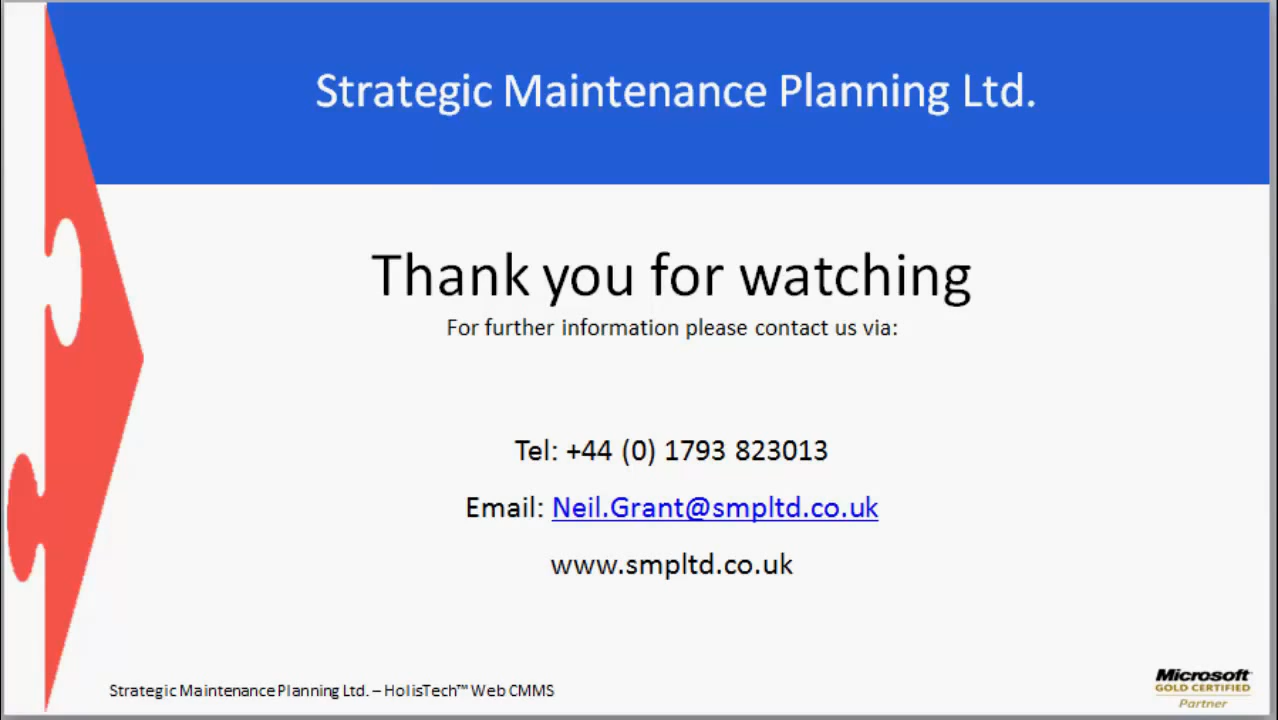 Strategic Maintenance Planning Ltd.
Thank you for watching
For further information please contact us via:
Tel: +44 (0) 1793 823013
Email: Neil.Grant@smpltd.co.uk
www.smpltd.co.uk
Strategic Maintenance Planning Ltd. – HolisTech™ Web CMMS
Microsoft
GOLD CERTIFIED
Partner